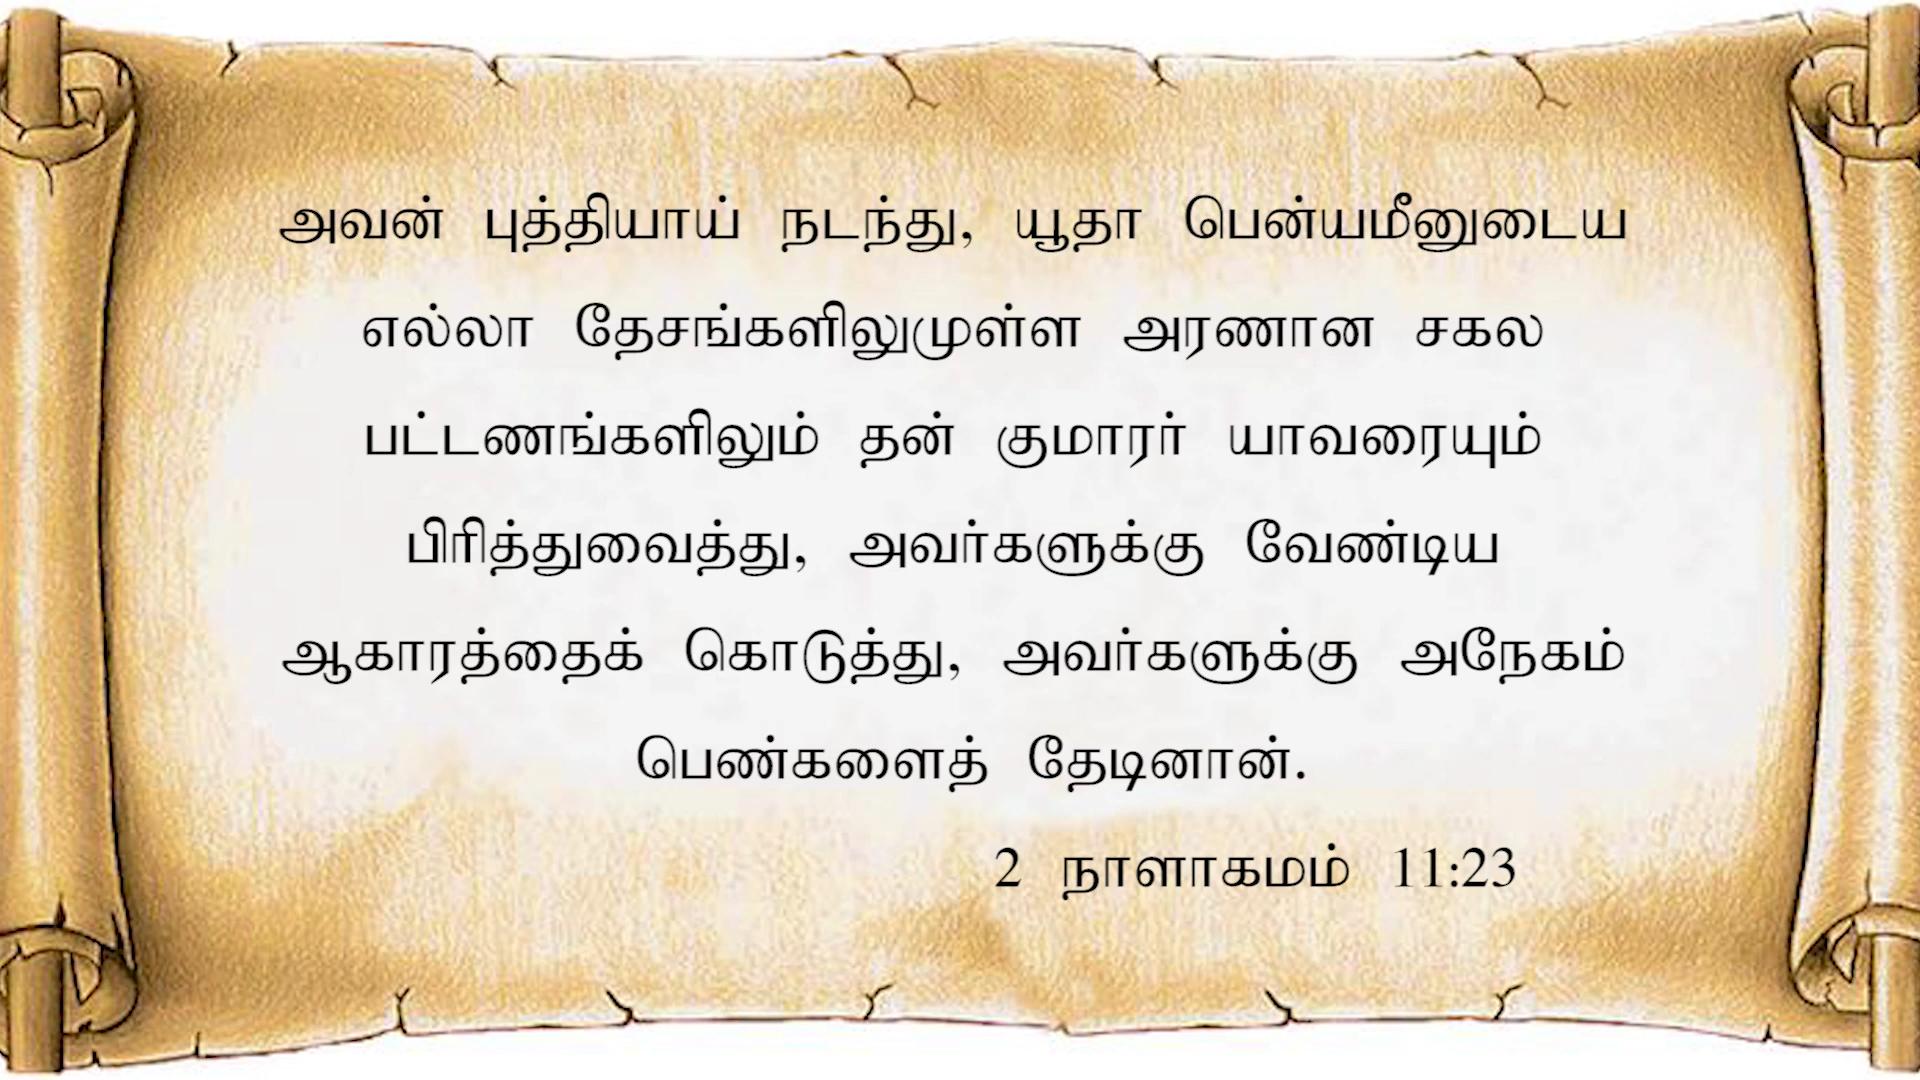 அவன் புத்தியாய் நடந்து, யூதா பென்யமீனுடைய
எல்லா தேசங்களிலுமுள்ள அரணான சகல
பட்டணங்களிலும் தன் குமாரர் யாவரையும்
பிரித்துவைத்து, அவர்களுக்கு வேண்டிய
ஆகாரத்தைக் கொடுத்து, அவர்களுக்கு அநேகம்
பெண்களைத் தேடினான்.
2 நாளாகமம் 11:23